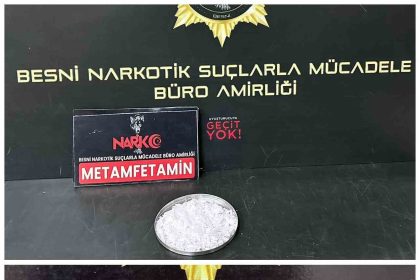 BESNİ NARKOTİK SUÇLARLA MÜCADELE
BÜRO AMİRLİĞİ
GEÇİT
YOK!
NARKO
BESNİ NARKOTİK SUÇLARLA MÜCADELE BÜRO AMİRLİĞİ
METAMFETAMİN